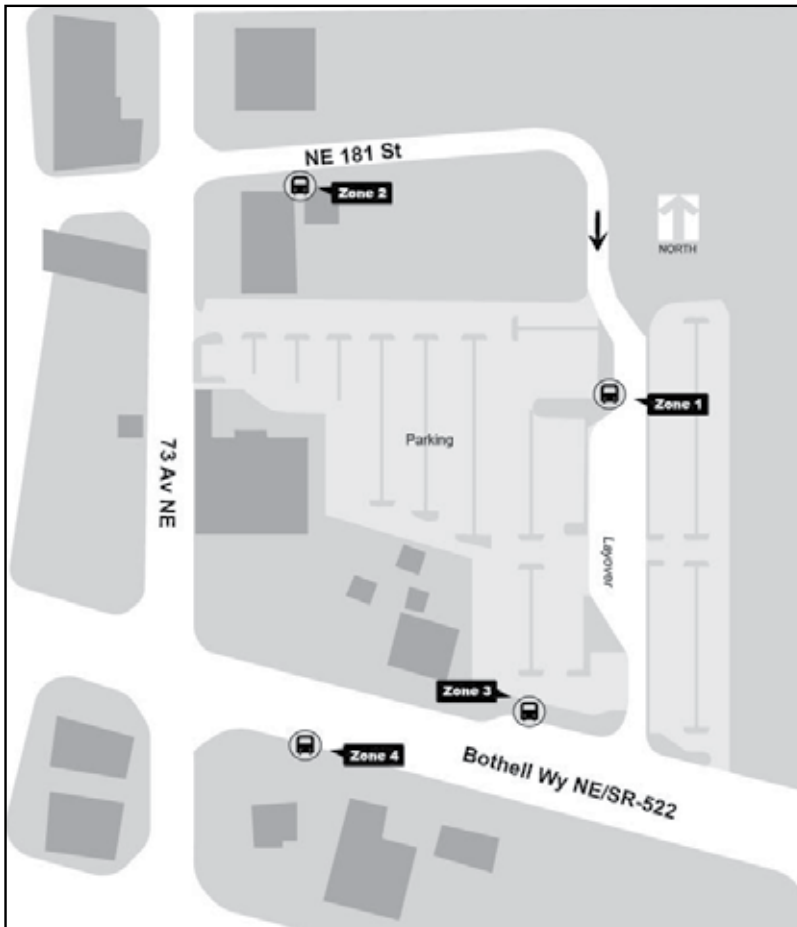 NE 181 St
Zone 2
NORTH
Zone 1
Parking
73 Av NE
Layover
Zone 3
Zone 4
Bothell Wy NE/SR-522